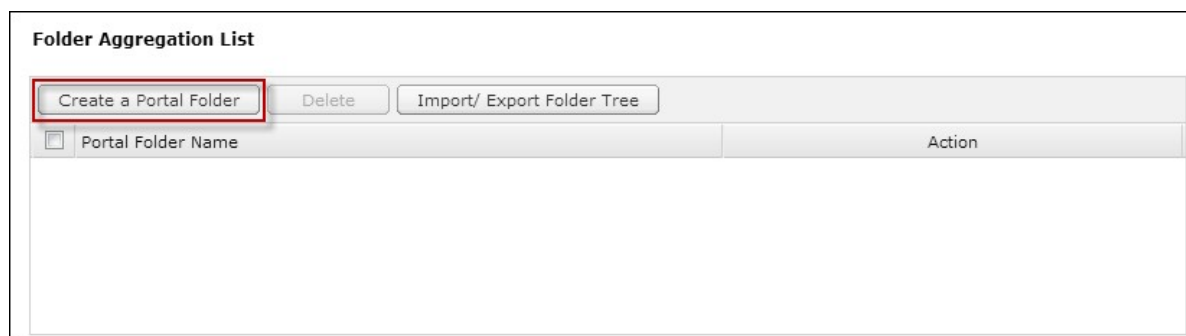 Folder Aggregation List
Create a Portal Folder Delete Import/ Export Folder Tree
Portal Folder Name Action